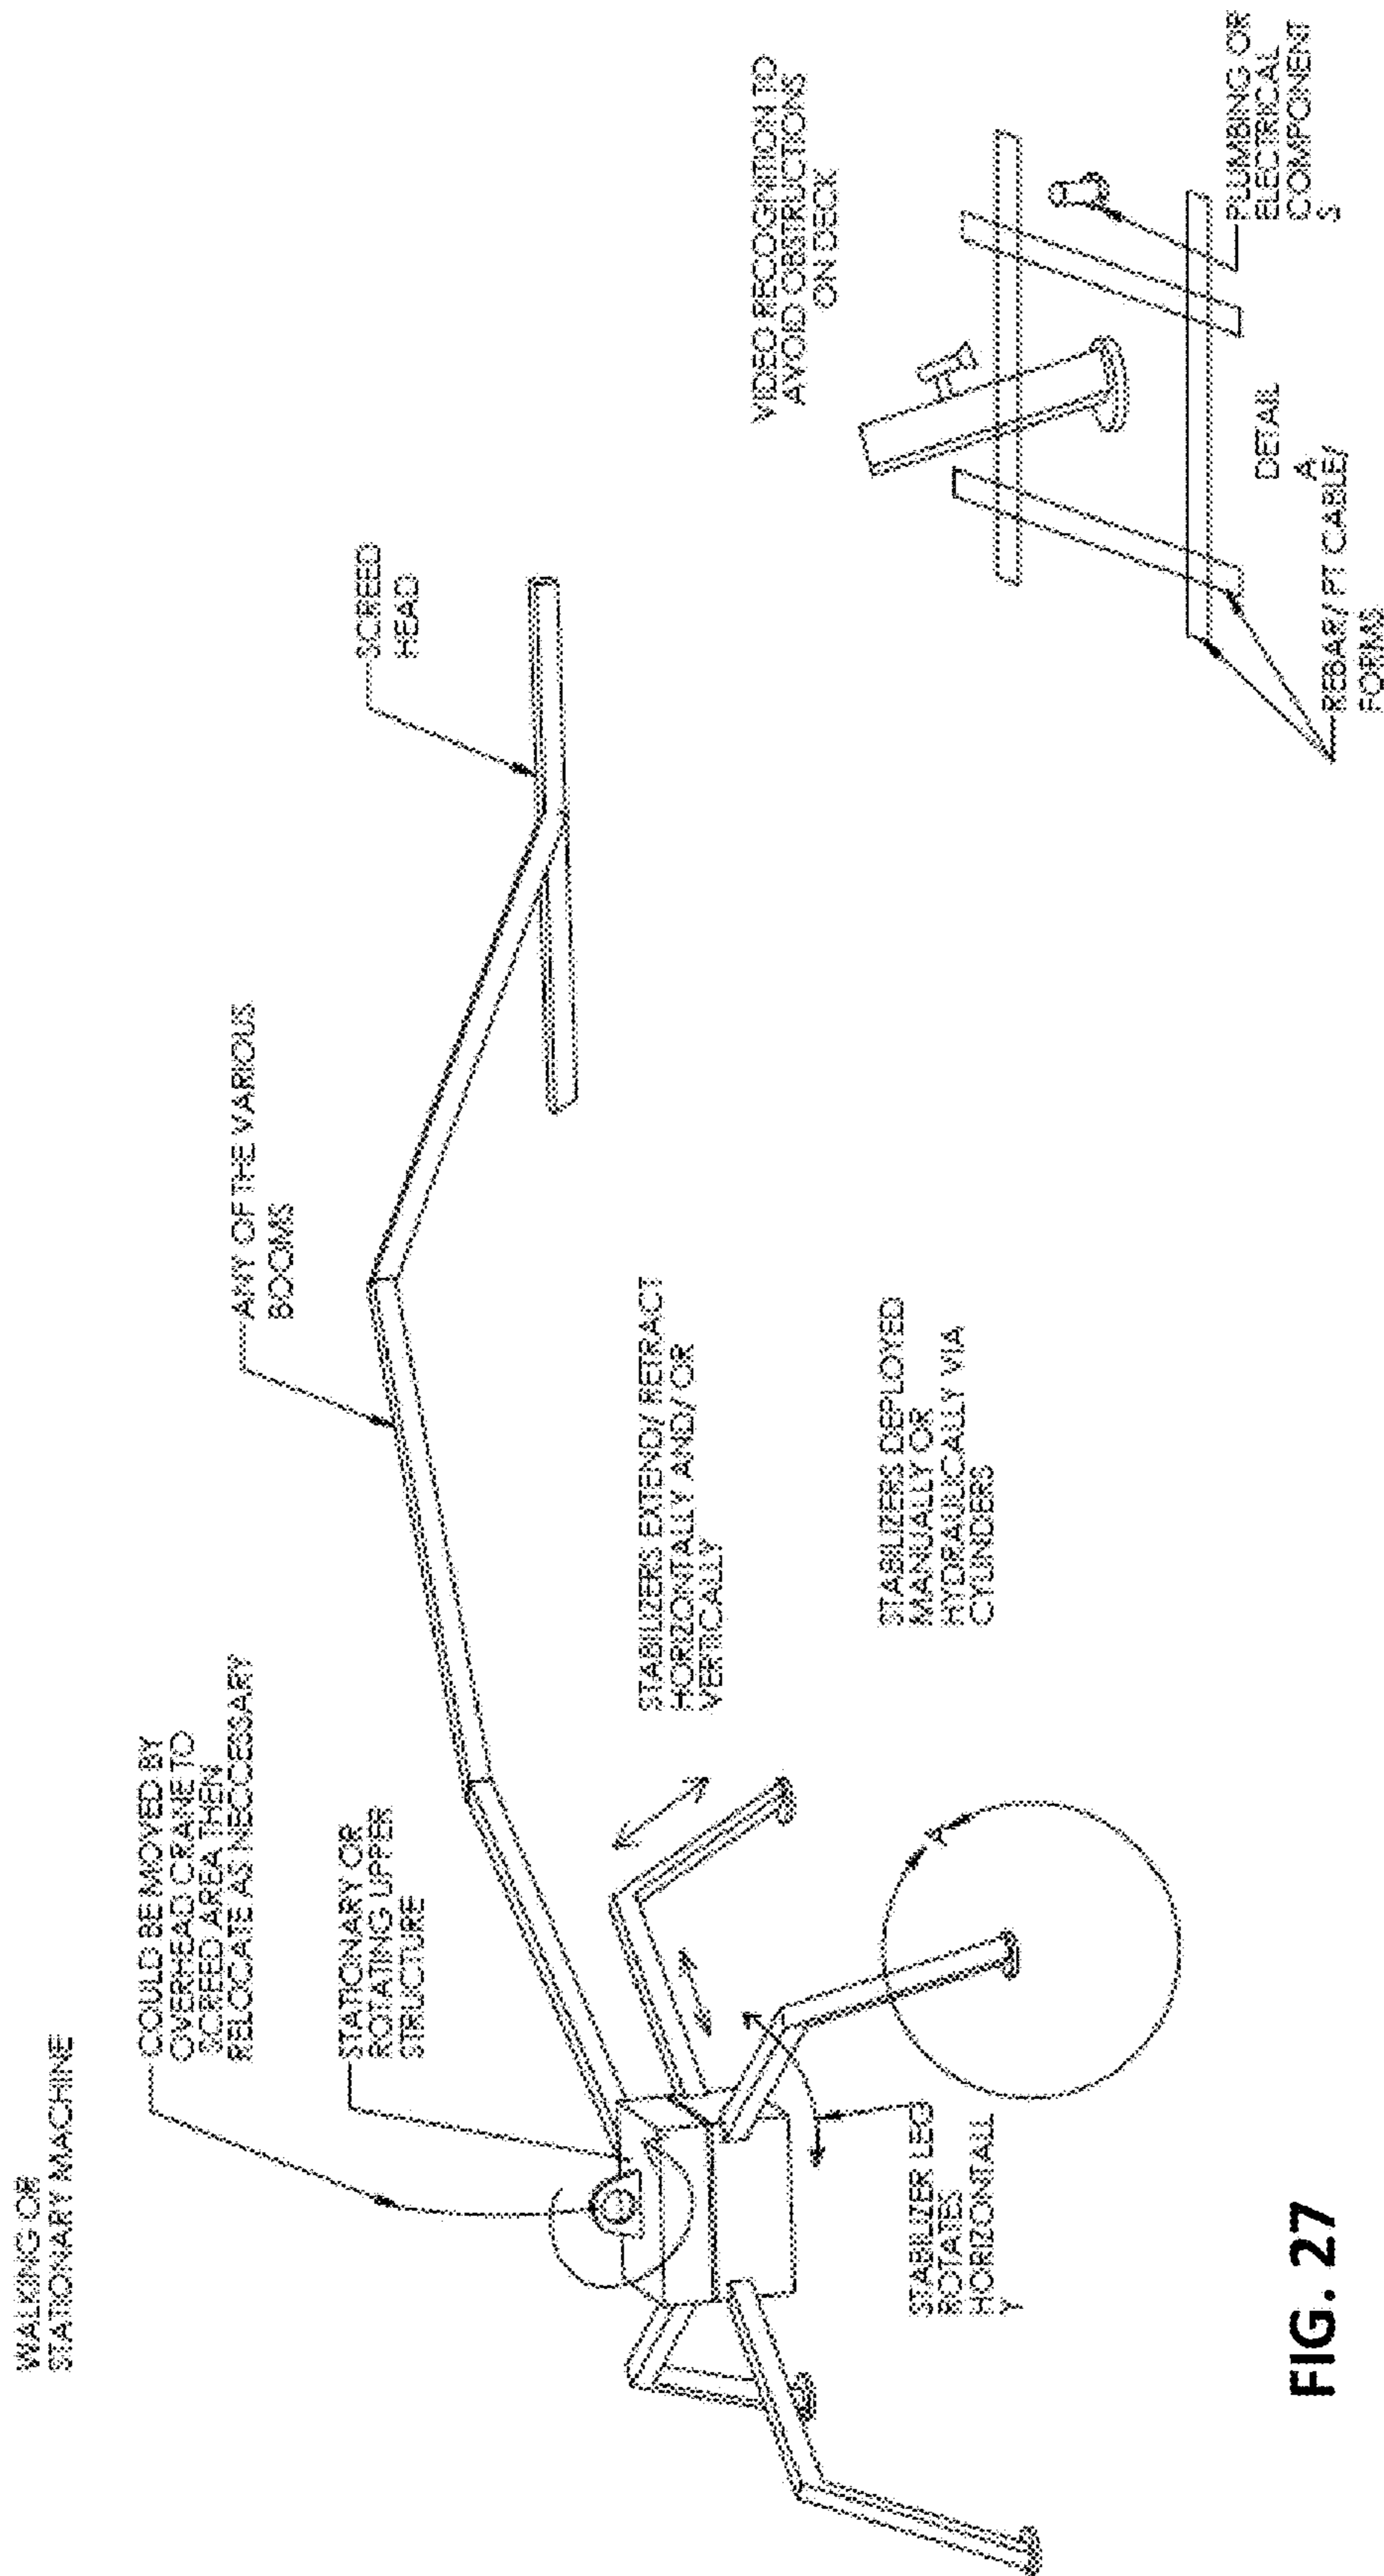 WALKING OR
STATIONARY MACHINE
COULD BE MOVED BY
OVERHEAD CRANE TO
SCREED AREA THEN
RELOCATE AS NECCESSARY
STATIONARY OR
ROTATING UPPER
STRUCTURE
ANY OF THE VARIOUS
BOOMS
SCREED
HEAD
STABILIZERS EXTEND/ RETRACT
HORIZONTALLY AND/ OR
VERTICALLY
STABILIZERS DEPLOYED
MANUALLY OR
HYDRAULICALLY VIA
CYLINDERS
STABILIZER LEG
ROTATES
HORIZONTALL
Y
A
VIDEO RECOGNITION TO
AVOID OBSTRUCTIONS
ON DECK
PLUMBING OR
ELECTRICAL
COMPONENT
S
DETAIL
A
REBAR/ PT CABLE/
FORMS
FIG. 27